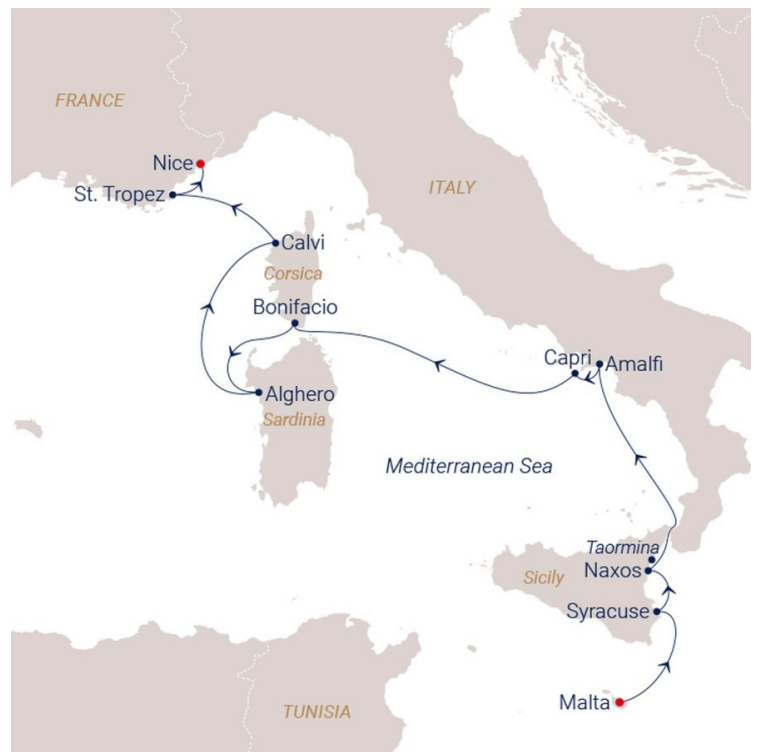 FRANCE
Nice
ITALY
St. Tropez
Calvi
Corsica
Bonifacio
Capri
Amalfi
Alghero
Sardinia
Mediterranean Sea
Taormina
Naxos
Sicily
Syracuse
Malta
TUNISIA